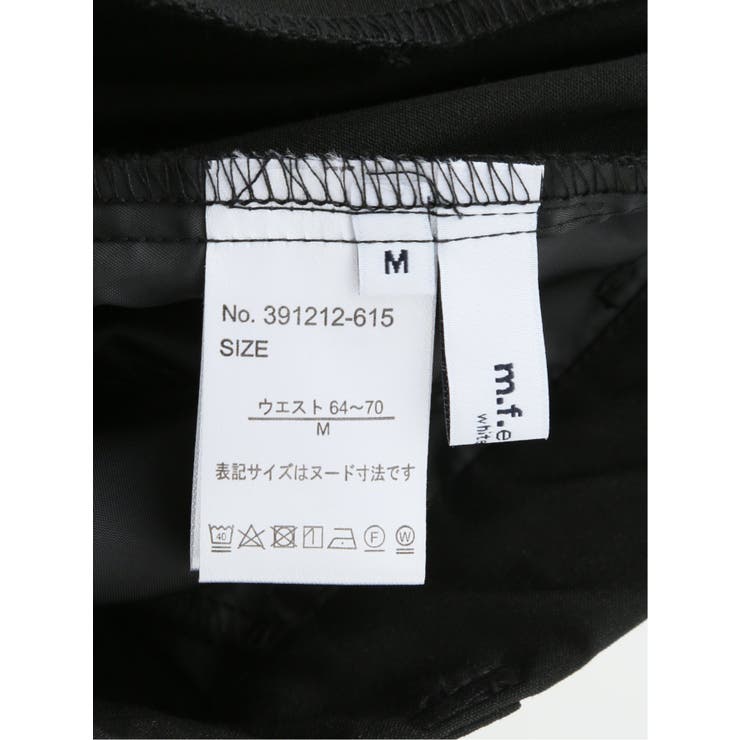 M
No. 391212-615
SIZE
ウエスト 64～70
M
表記サイズはヌード寸法です
40 F W
m.f.e